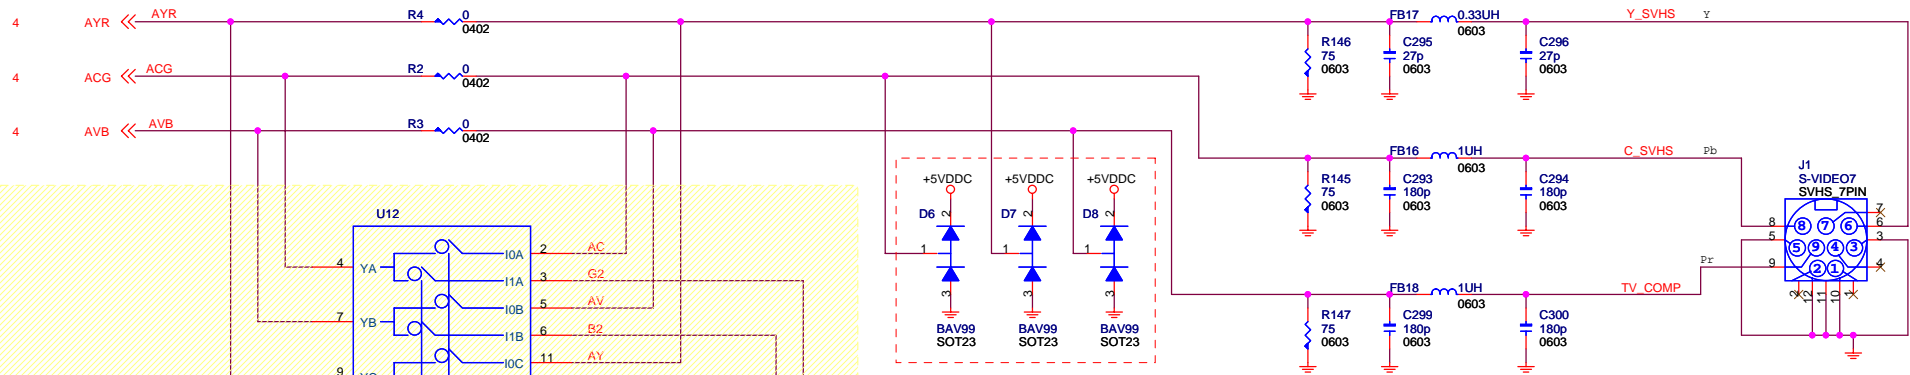 4 AYR AYR R4 0 FB17 0.33UH Y_SVHS Y
0402 0603
R146 C295 C296
75 27p 27p
0603 0603 0603
4 ACG ACG R2 0
0402
4 AVB AVB R3 0
0402
FB16 1UH C_SVHS Pb
0603
R145 C293 C294
75 180p 180p
0603 0603 0603
J1
S-VIDEO7
SVHS_7PIN
+5VDDC +5VDDC +5VDDC
D6 2 D7 2 D8 2
1 1 1
3 3 3
BAV99 BAV99 BAV99
SOT23 SOT23 SOT23
U12
I0A 2 AC
4 YA
I1A 3 G2
I0B 5 AV
7 YB
I1B 6 B2
I0C 11 AY
9
8 7 6
5 3
9 4
8 7 6
5 9 4 3
2 1
2 12 11 10 1
Pr
FB18 1UH TV_COMP
0603
R147 C299 C300
75 180p 180p
0603 0603 0603